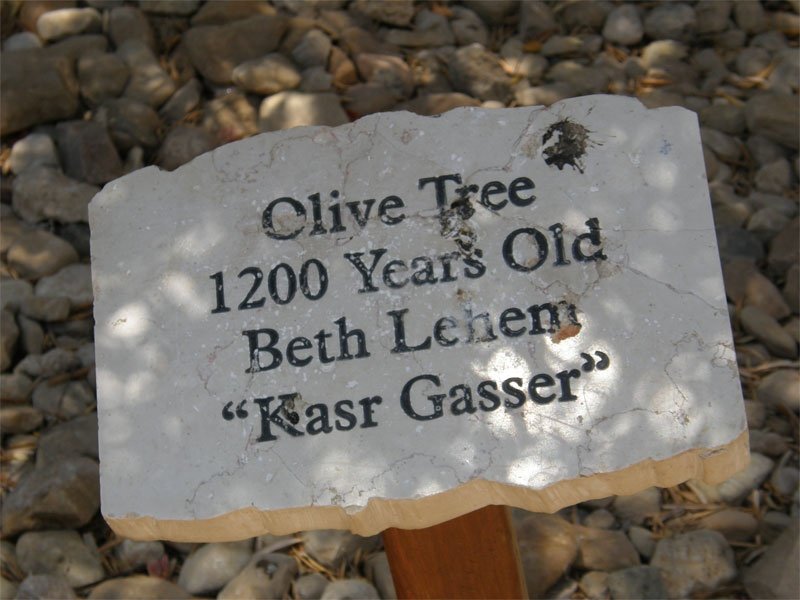 Olive Tree
1200 Years Old
Beth Lehem
“Kasr Gasser”